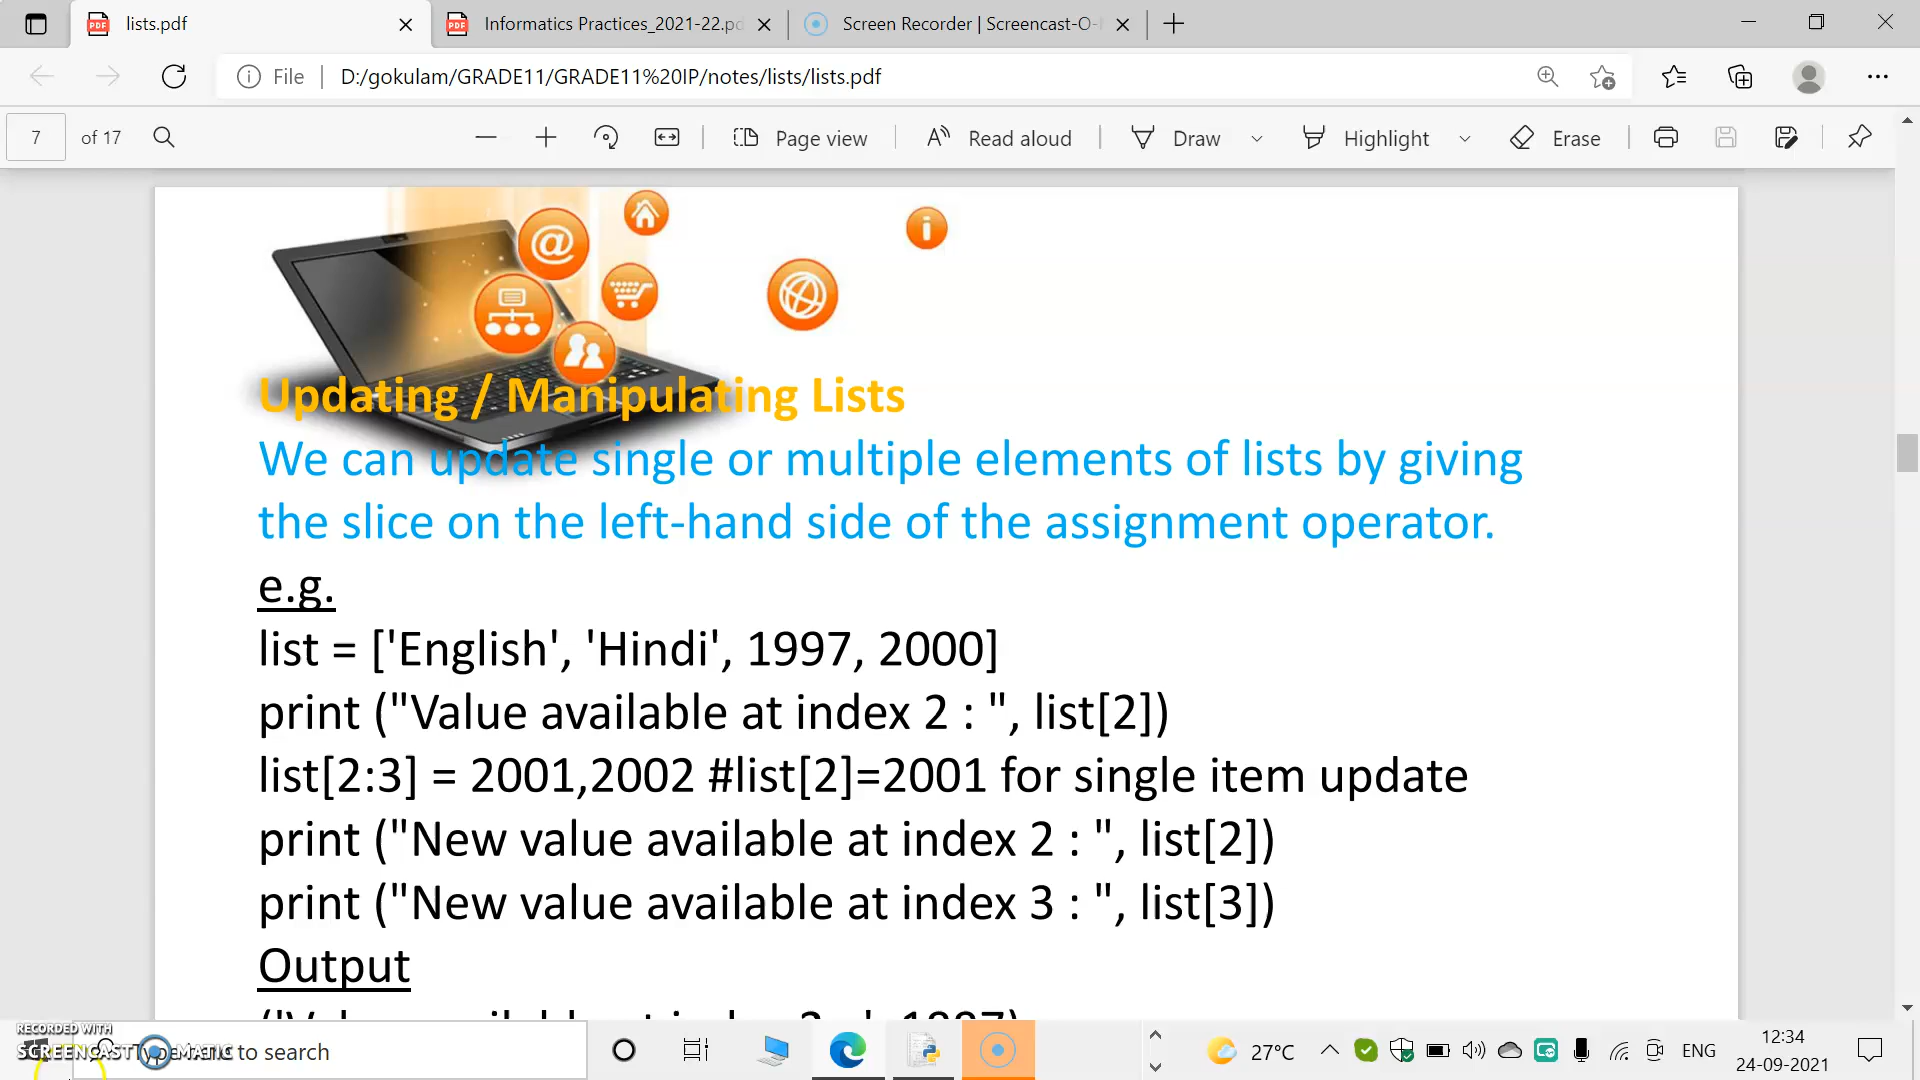 lists.pdf
Informatics Practices_2021-22.pd
Screen Recorder | Screencast-O-
File
D:/gokulam/GRADE11/GRADE11%20IP/notes/lists/lists.pdf
7 of 17
Page view
Read aloud
Draw
Highlight
Erase
Updating / Manipulating Lists
We can update single or multiple elements of lists by giving
the slice on the left-hand side of the assignment operator.
e.g.
list = ['English', 'Hindi', 1997, 2000]
print ("Value available at index 2 : ", list[2])
list[2:3] = 2001,2002 #list[2]=2001 for single item update
print ("New value available at index 2 : ", list[2])
print ("New value available at index 3 : ", list[3])
Output
RECORDED WITH
SCREENCAST MATIC
to search
27°C
ENG
12:34
24-09-2021